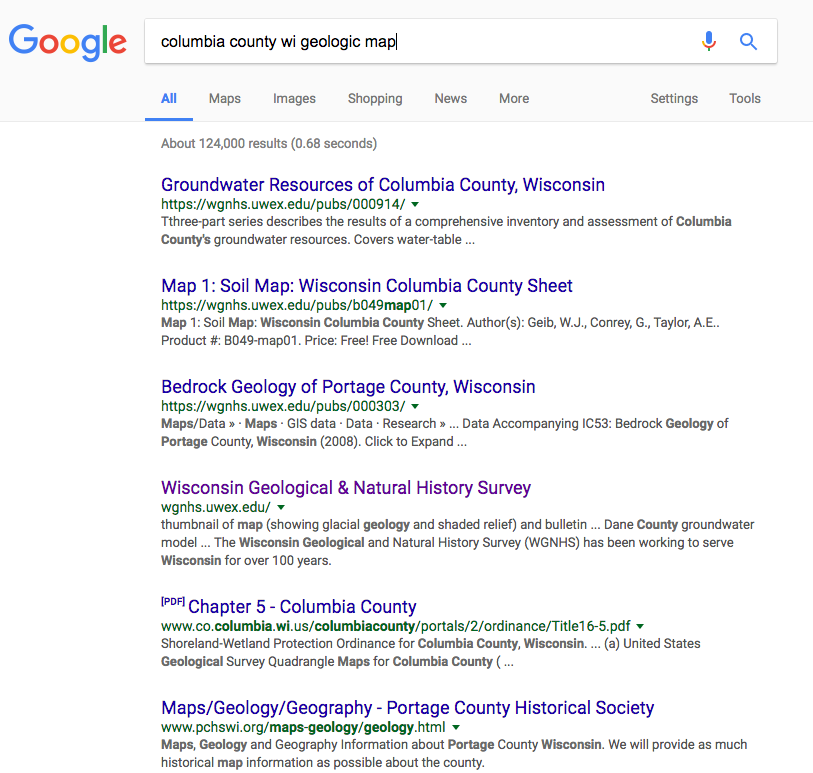 Google
columbia county wi geologic map
All Maps Images Shopping News More Settings Tools
About 124,000 results (0.68 seconds)
Groundwater Resources of Columbia County, Wisconsin
https://wgnhs.uwex.edu/pubs/000914/
Tthree-part series describes the results of a comprehensive inventory and assessment of Columbia
County's groundwater resources. Covers water-table ...
Map 1: Soil Map: Wisconsin Columbia County Sheet
https://wgnhs.uwex.edu/pubs/b049map01/
Map 1: Soil Map: Wisconsin Columbia County Sheet. Author(s): Geib, W.J., Conrey, G., Taylor, A.E..
Product #: B049-map01. Price: Free! Free Download ...
Bedrock Geology of Portage County, Wisconsin
https://wgnhs.uwex.edu/pubs/000303/
Maps/Data » · Maps · GIS data · Data · Research » ... Data Accompanying IC53: Bedrock Geology of
Portage County, Wisconsin (2008). Click to Expand ...
Wisconsin Geological & Natural History Survey
wgnhs.uwex.edu/
thumbnail of map (showing glacial geology and shaded relief) and bulletin ... Dane County groundwater
model ... The Wisconsin Geological and Natural History Survey (WGNHS) has been working to serve
Wisconsin for over 100 years.
[PDF] Chapter 5 - Columbia County
www.co.columbia.wi.us/columbiacounty/portals/2/ordinance/Title16-5.pdf
Shoreland-Wetland Protection Ordinance for Columbia County, Wisconsin. ... (a) United States
Geological Survey Quadrangle Maps for Columbia County ( ...
Maps/Geology/Geography - Portage County Historical Society
www.pchswi.org/maps-geology/geology.html
Maps, Geology and Geography Information about Portage County Wisconsin. We will provide as much
historical map information as possible about the county.